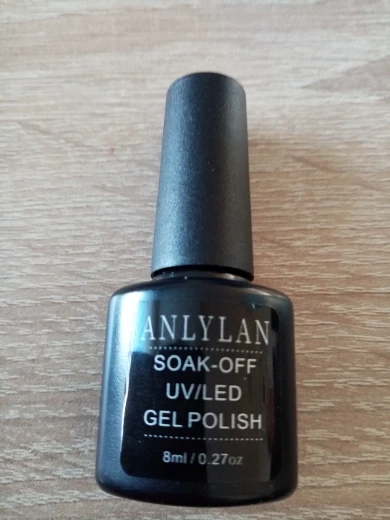 ANLYLAN
SOAK-OFF
UV/LED
GEL POLISH
8ml / 0.27oz